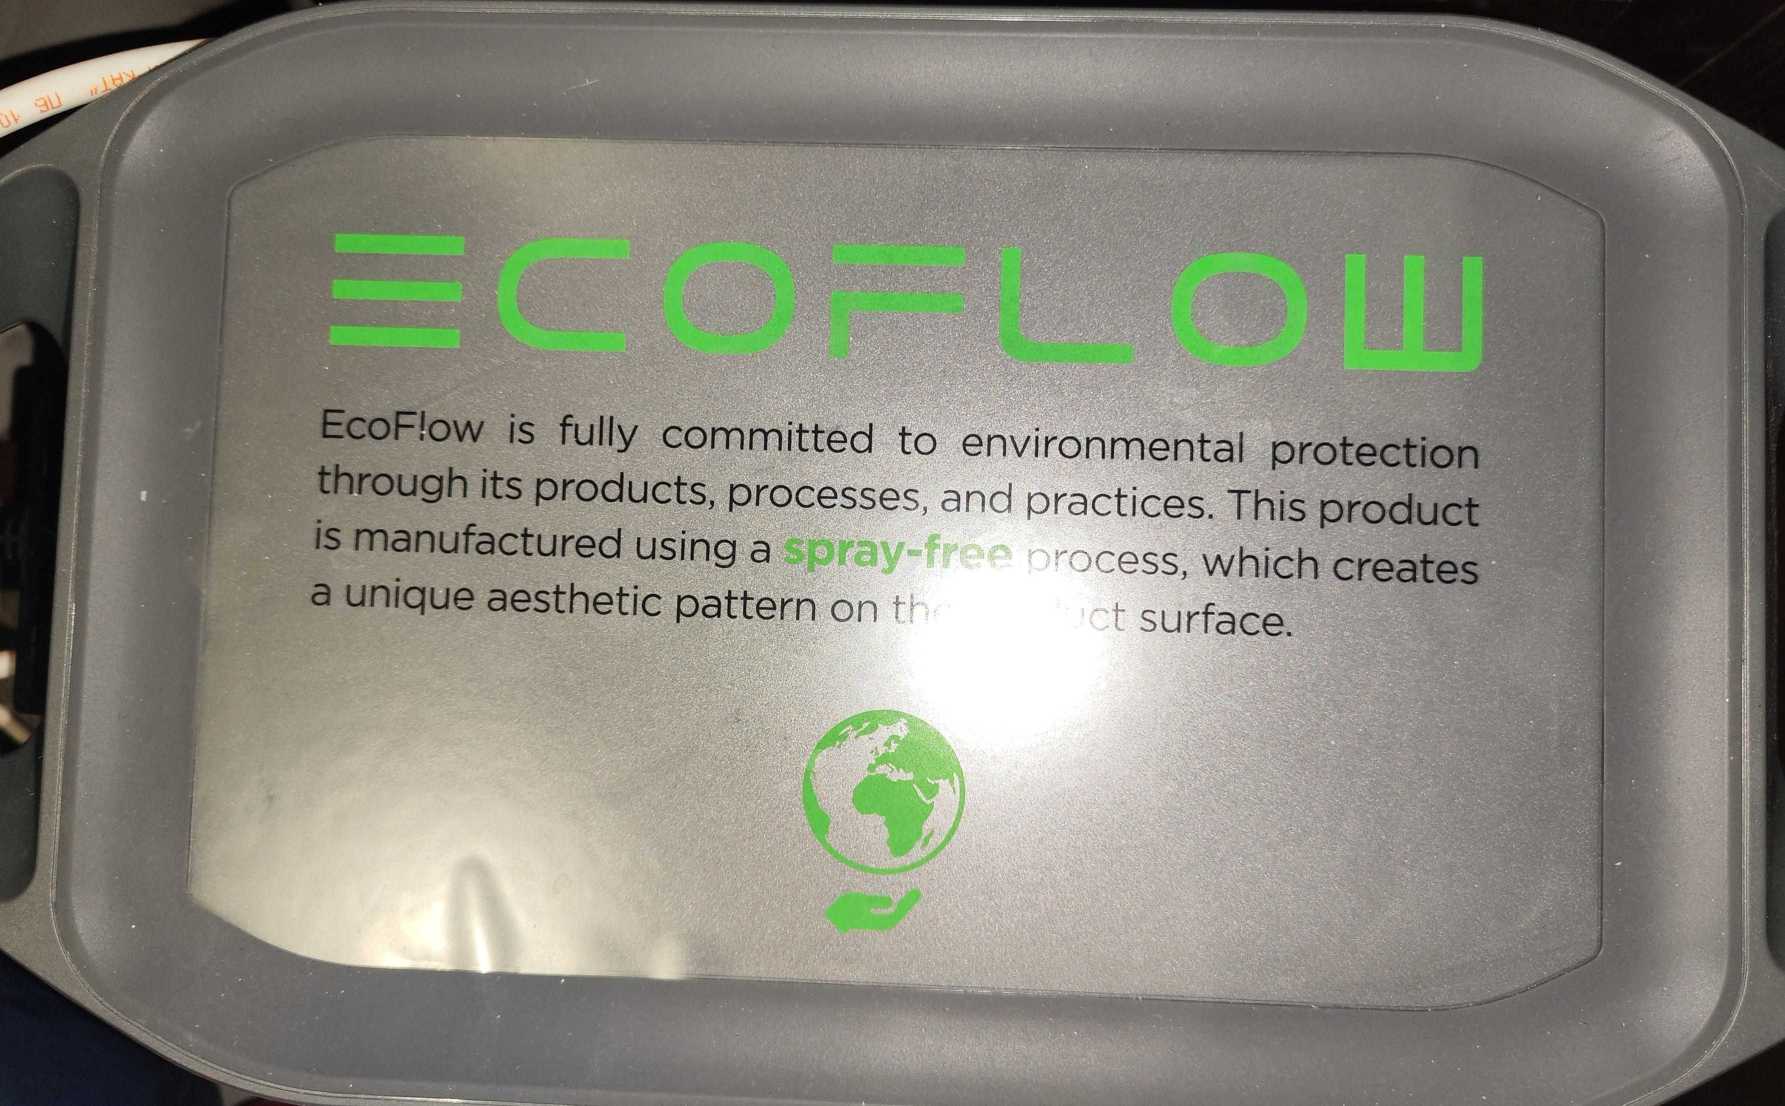 ECOFLOW
EcoFlow is fully committed to environmental protection
through its products, processes, and practices. This product
is manufactured using a spray-free process, which creates
a unique aesthetic pattern on surface.